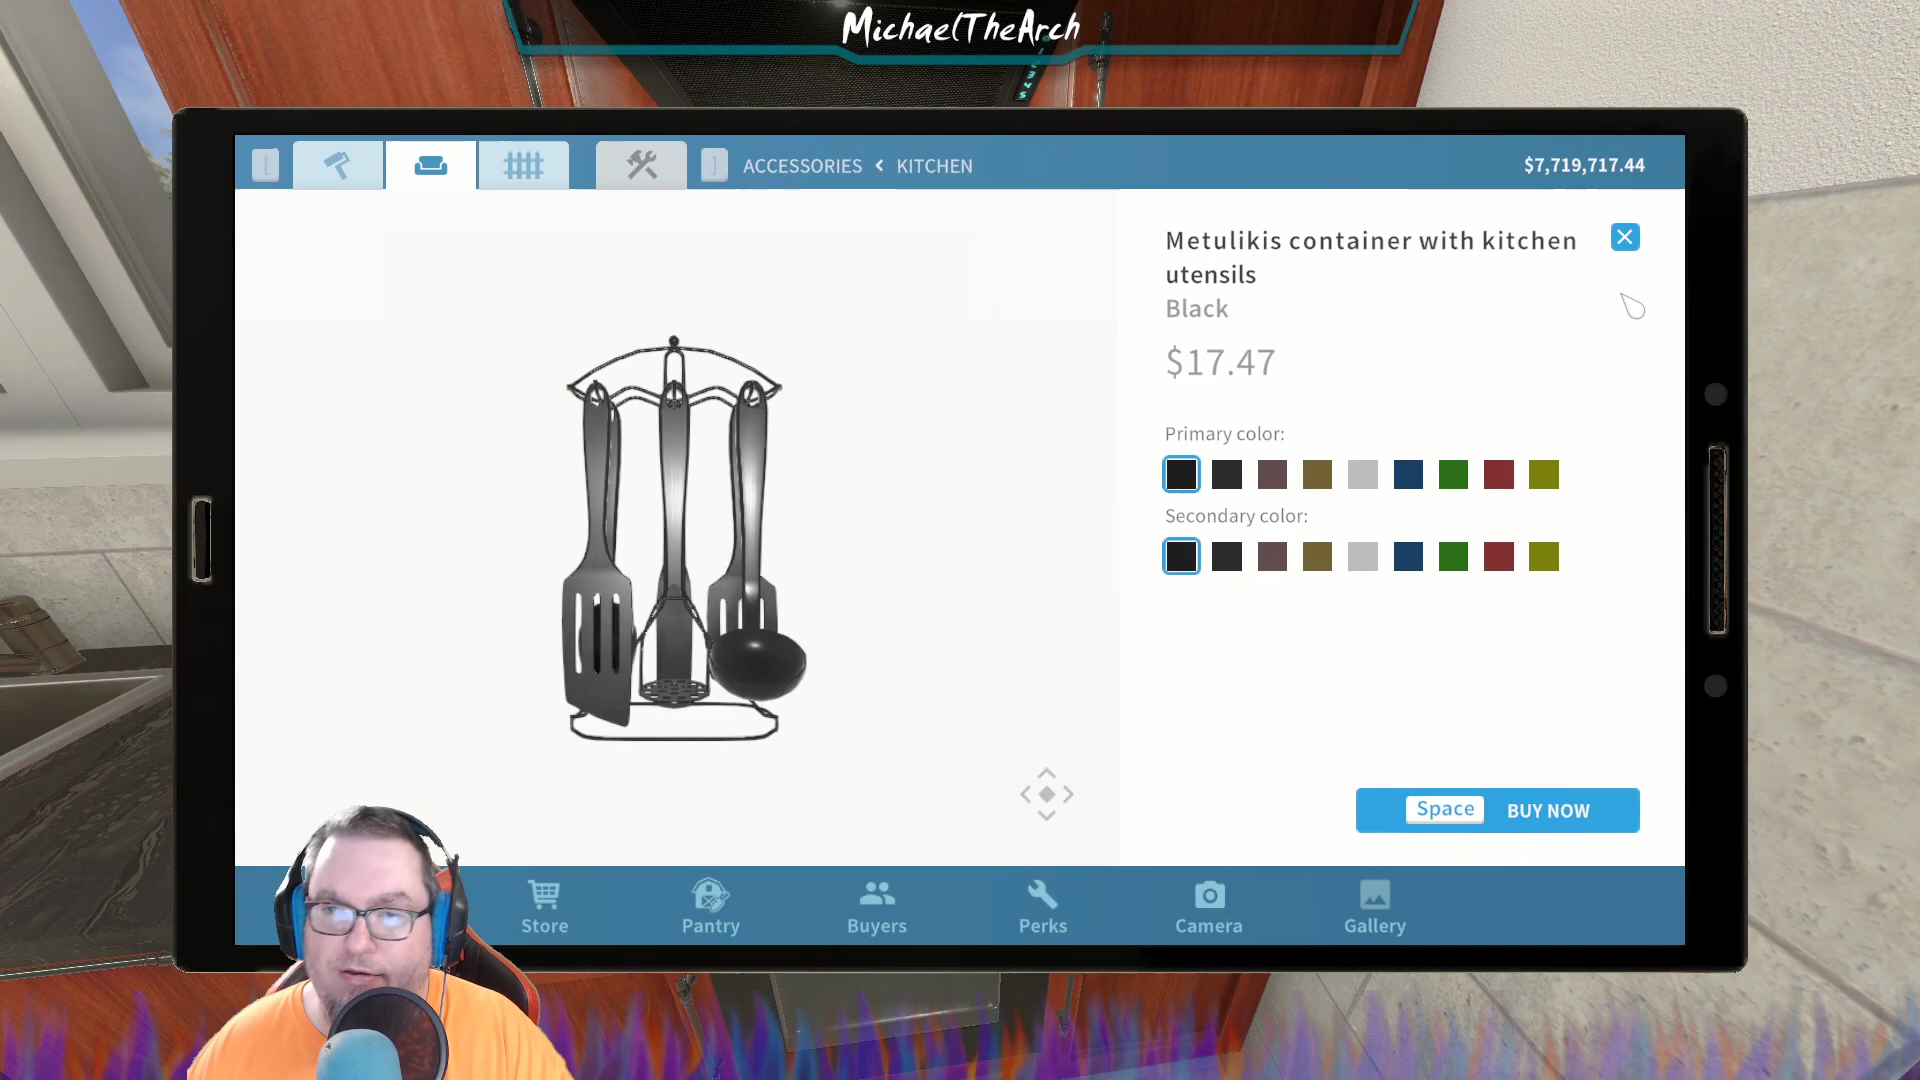 MichaelTheArch
[
]
ACCESSORIES < KITCHEN
$7,719,717.44
Metulikis container with kitchen
utensils
Black
$17.47
Primary color:
Secondary color:
Space BUY NOW
Store
Pantry
Buyers
Perks
Camera
Gallery